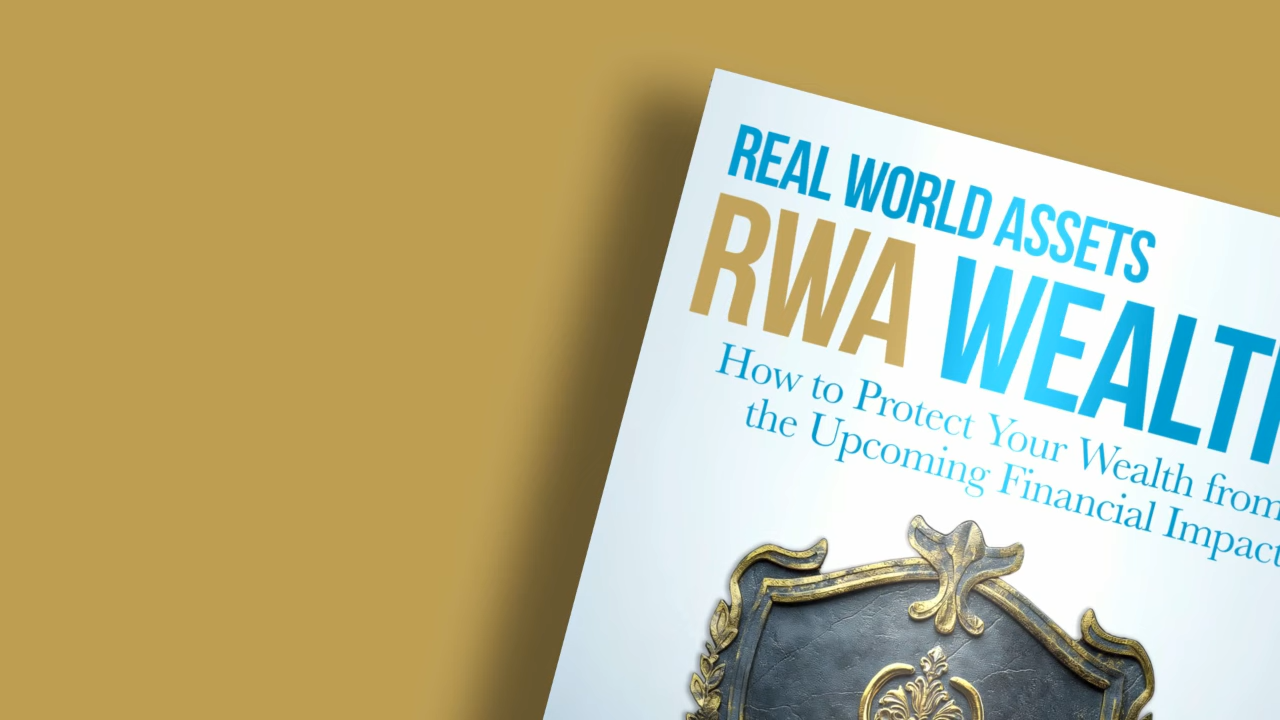 REAL WORLD ASSETS
RWA WEALT
How to Protect Your Wealth from
the Upcoming Financial Impact